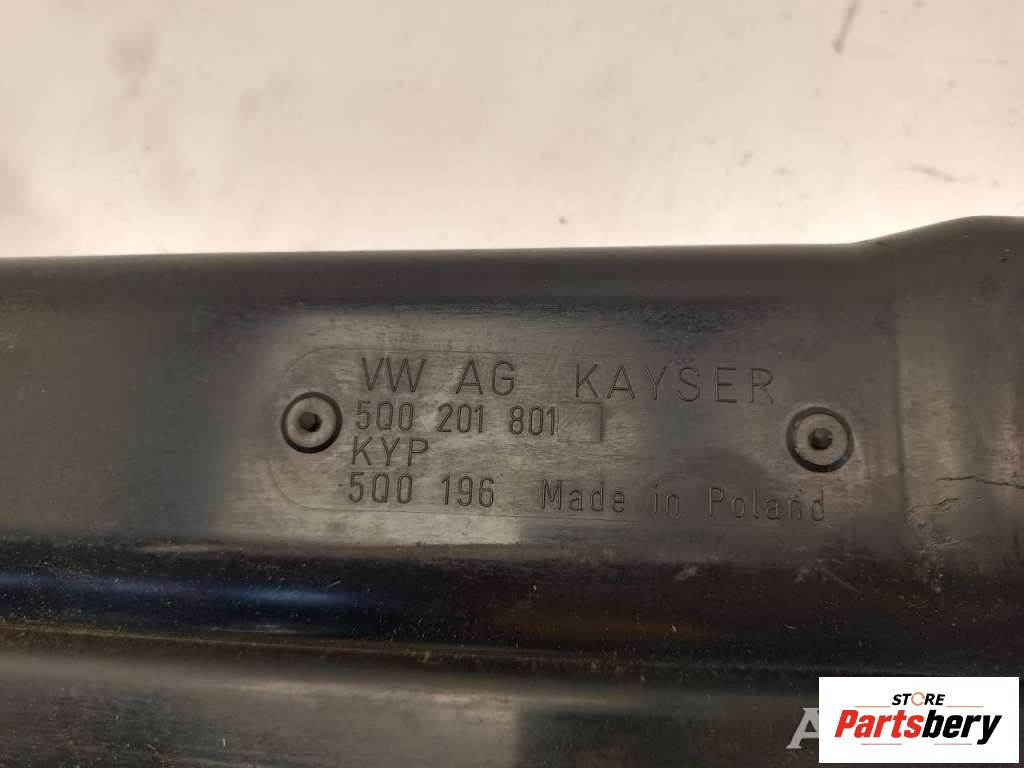 VW AG KAYSER
5Q0 201 801
KYP
5Q0 196 Made in Poland
STORE
Partsbery